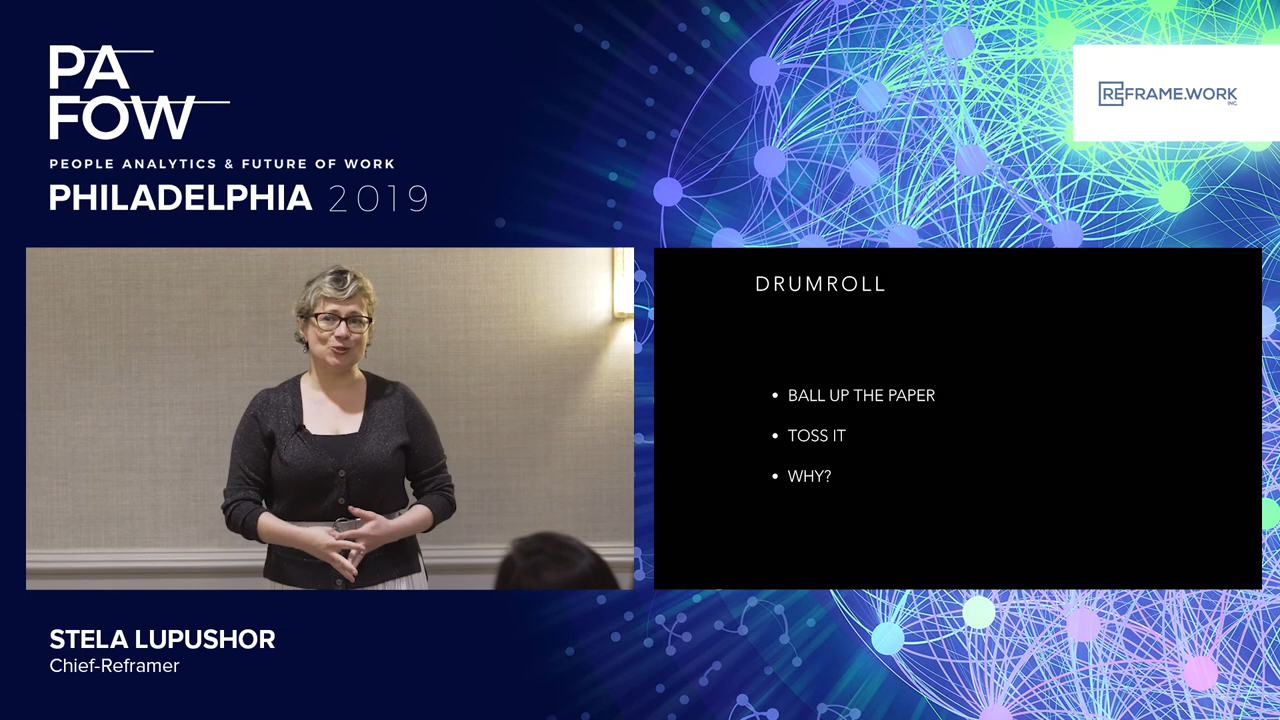 PA
FOW
PEOPLE ANALYTICS & FUTURE OF WORK
PHILADELPHIA 2019
REFRAME.WORK
INC.
DRUMROLL
• BALL UP THE PAPER
• TOSS IT
• WHY?
STELA LUPUSHOR
Chief-Reframer